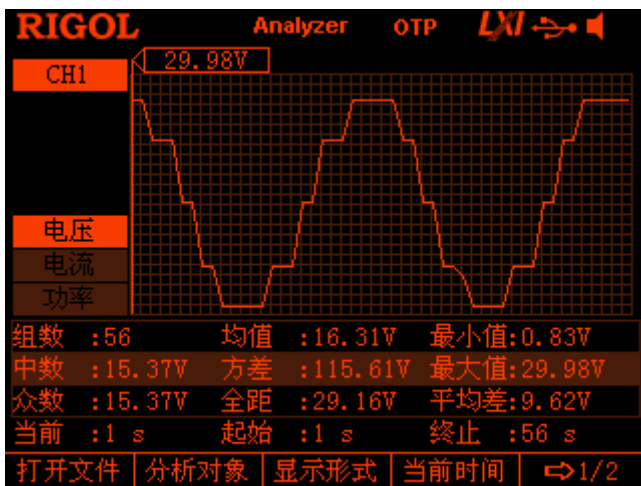 RIGOL Analyzer OTP LXI
29.98V
CH1
电压
电流
功率
组数 :56 均值 :16.31V 最小值:0.83V
中数 :15.37V 方差 :115.61V 最大值:29.98V
众数 :15.37V 全距 :29.16V 平均差:9.62V
当前 :1 s 起始 :1 s 终止 :56 s
打开文件 分析对象 显示形式 当前时间 ⇨1/2